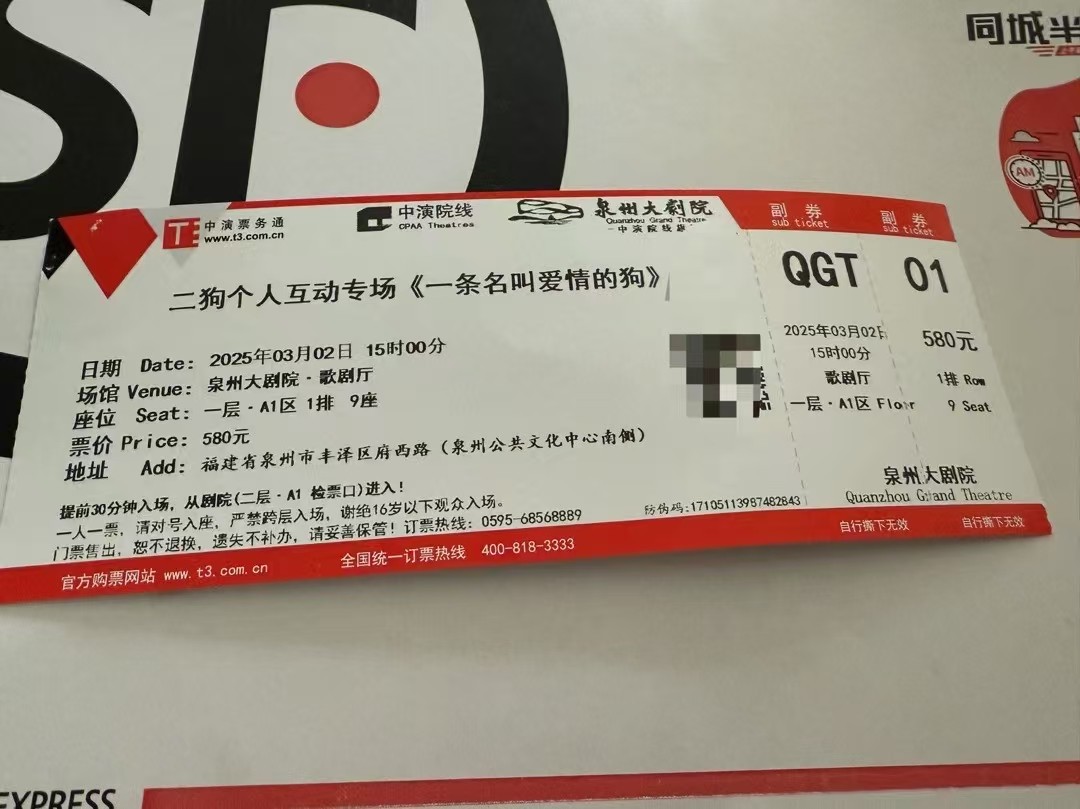 同城半
AM
T3 中演票务通
www.t3.com.cn
中演院线
CPAA Theatres
泉州大剧院
Quanzhou Grand Theatre
二狗个人互动专场《一条名叫爱情的狗》
日期 Date: 2025年03月02日 15时00分
场馆 Venue: 泉州大剧院·歌剧厅
座位 Seat: 一层·A1区 1排 9座
票价 Price: 580元
地址 Add: 福建省泉州市丰泽区府西路（泉州公共文化中心南侧）
提前30分钟入场，从剧院(二层·A1 检票口)进入！
一人一票，请对号入座，严禁跨层入场，谢绝16岁以下观众入场。
门票售出，恕不退换，遗失不补办，请妥善保管！订票热线：0595-68568889
防伪码:17105113987482843
官方购票网站 www.t3.com.cn
全国统一订票热线 400-818-3333
副 券
sub ticket
QGT
2025年03月02日
15时00分
歌剧厅
一层·A1区 Floor
副 券
sub ticket
01
580元
1排 Row
9 Seat
泉州大剧院
Quanzhou Grand Theatre
自行撕下无效
自行撕下无效
EXPRESS